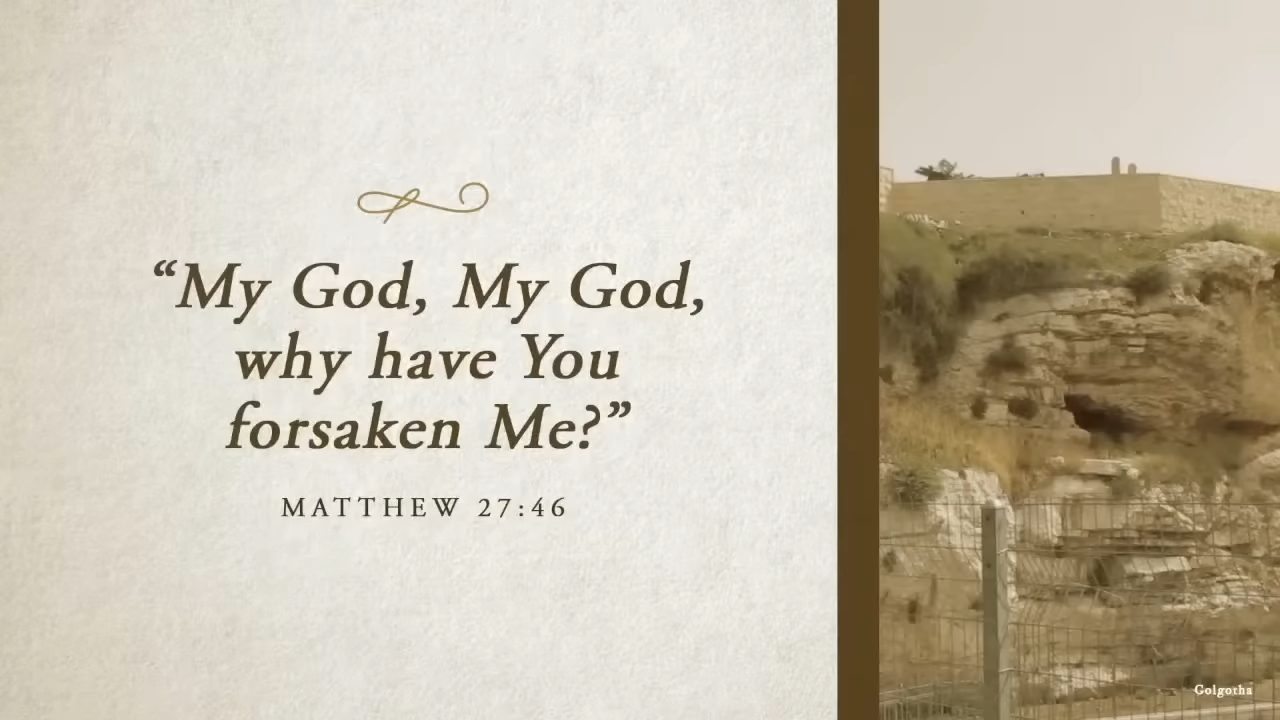 “My God, My God,
why have You
forsaken Me?”
MATTHEW 27:46
Golgotha